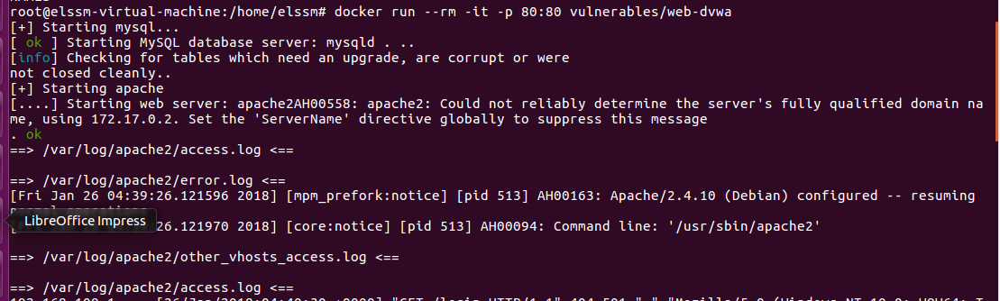 root@elssm-virtual-machine:/home/elssm# docker run --rm -it -p 80:80 vulnerables/web-dvwa
[+] Starting mysql...
[ ok ] Starting MySQL database server: mysqld . ..
[info] Checking for tables which need an upgrade, are corrupt or were
not closed cleanly..
[+] Starting apache
[....] Starting web server: apache2AH00558: apache2: Could not reliably determine the server's fully qualified domain na
me, using 172.17.0.2. Set the 'ServerName' directive globally to suppress this message
. ok
==> /var/log/apache2/access.log <==
==> /var/log/apache2/error.log <==
[Fri Jan 26 04:39:26.121596 2018] [mpm_prefork:notice] [pid 513] AH00163: Apache/2.4.10 (Debian) configured -- resuming
LibreOffice Impress
26.121970 2018] [core:notice] [pid 513] AH00094: Command line: '/usr/sbin/apache2'
==> /var/log/apache2/other_vhosts_access.log <==
==> /var/log/apache2/access.log <==